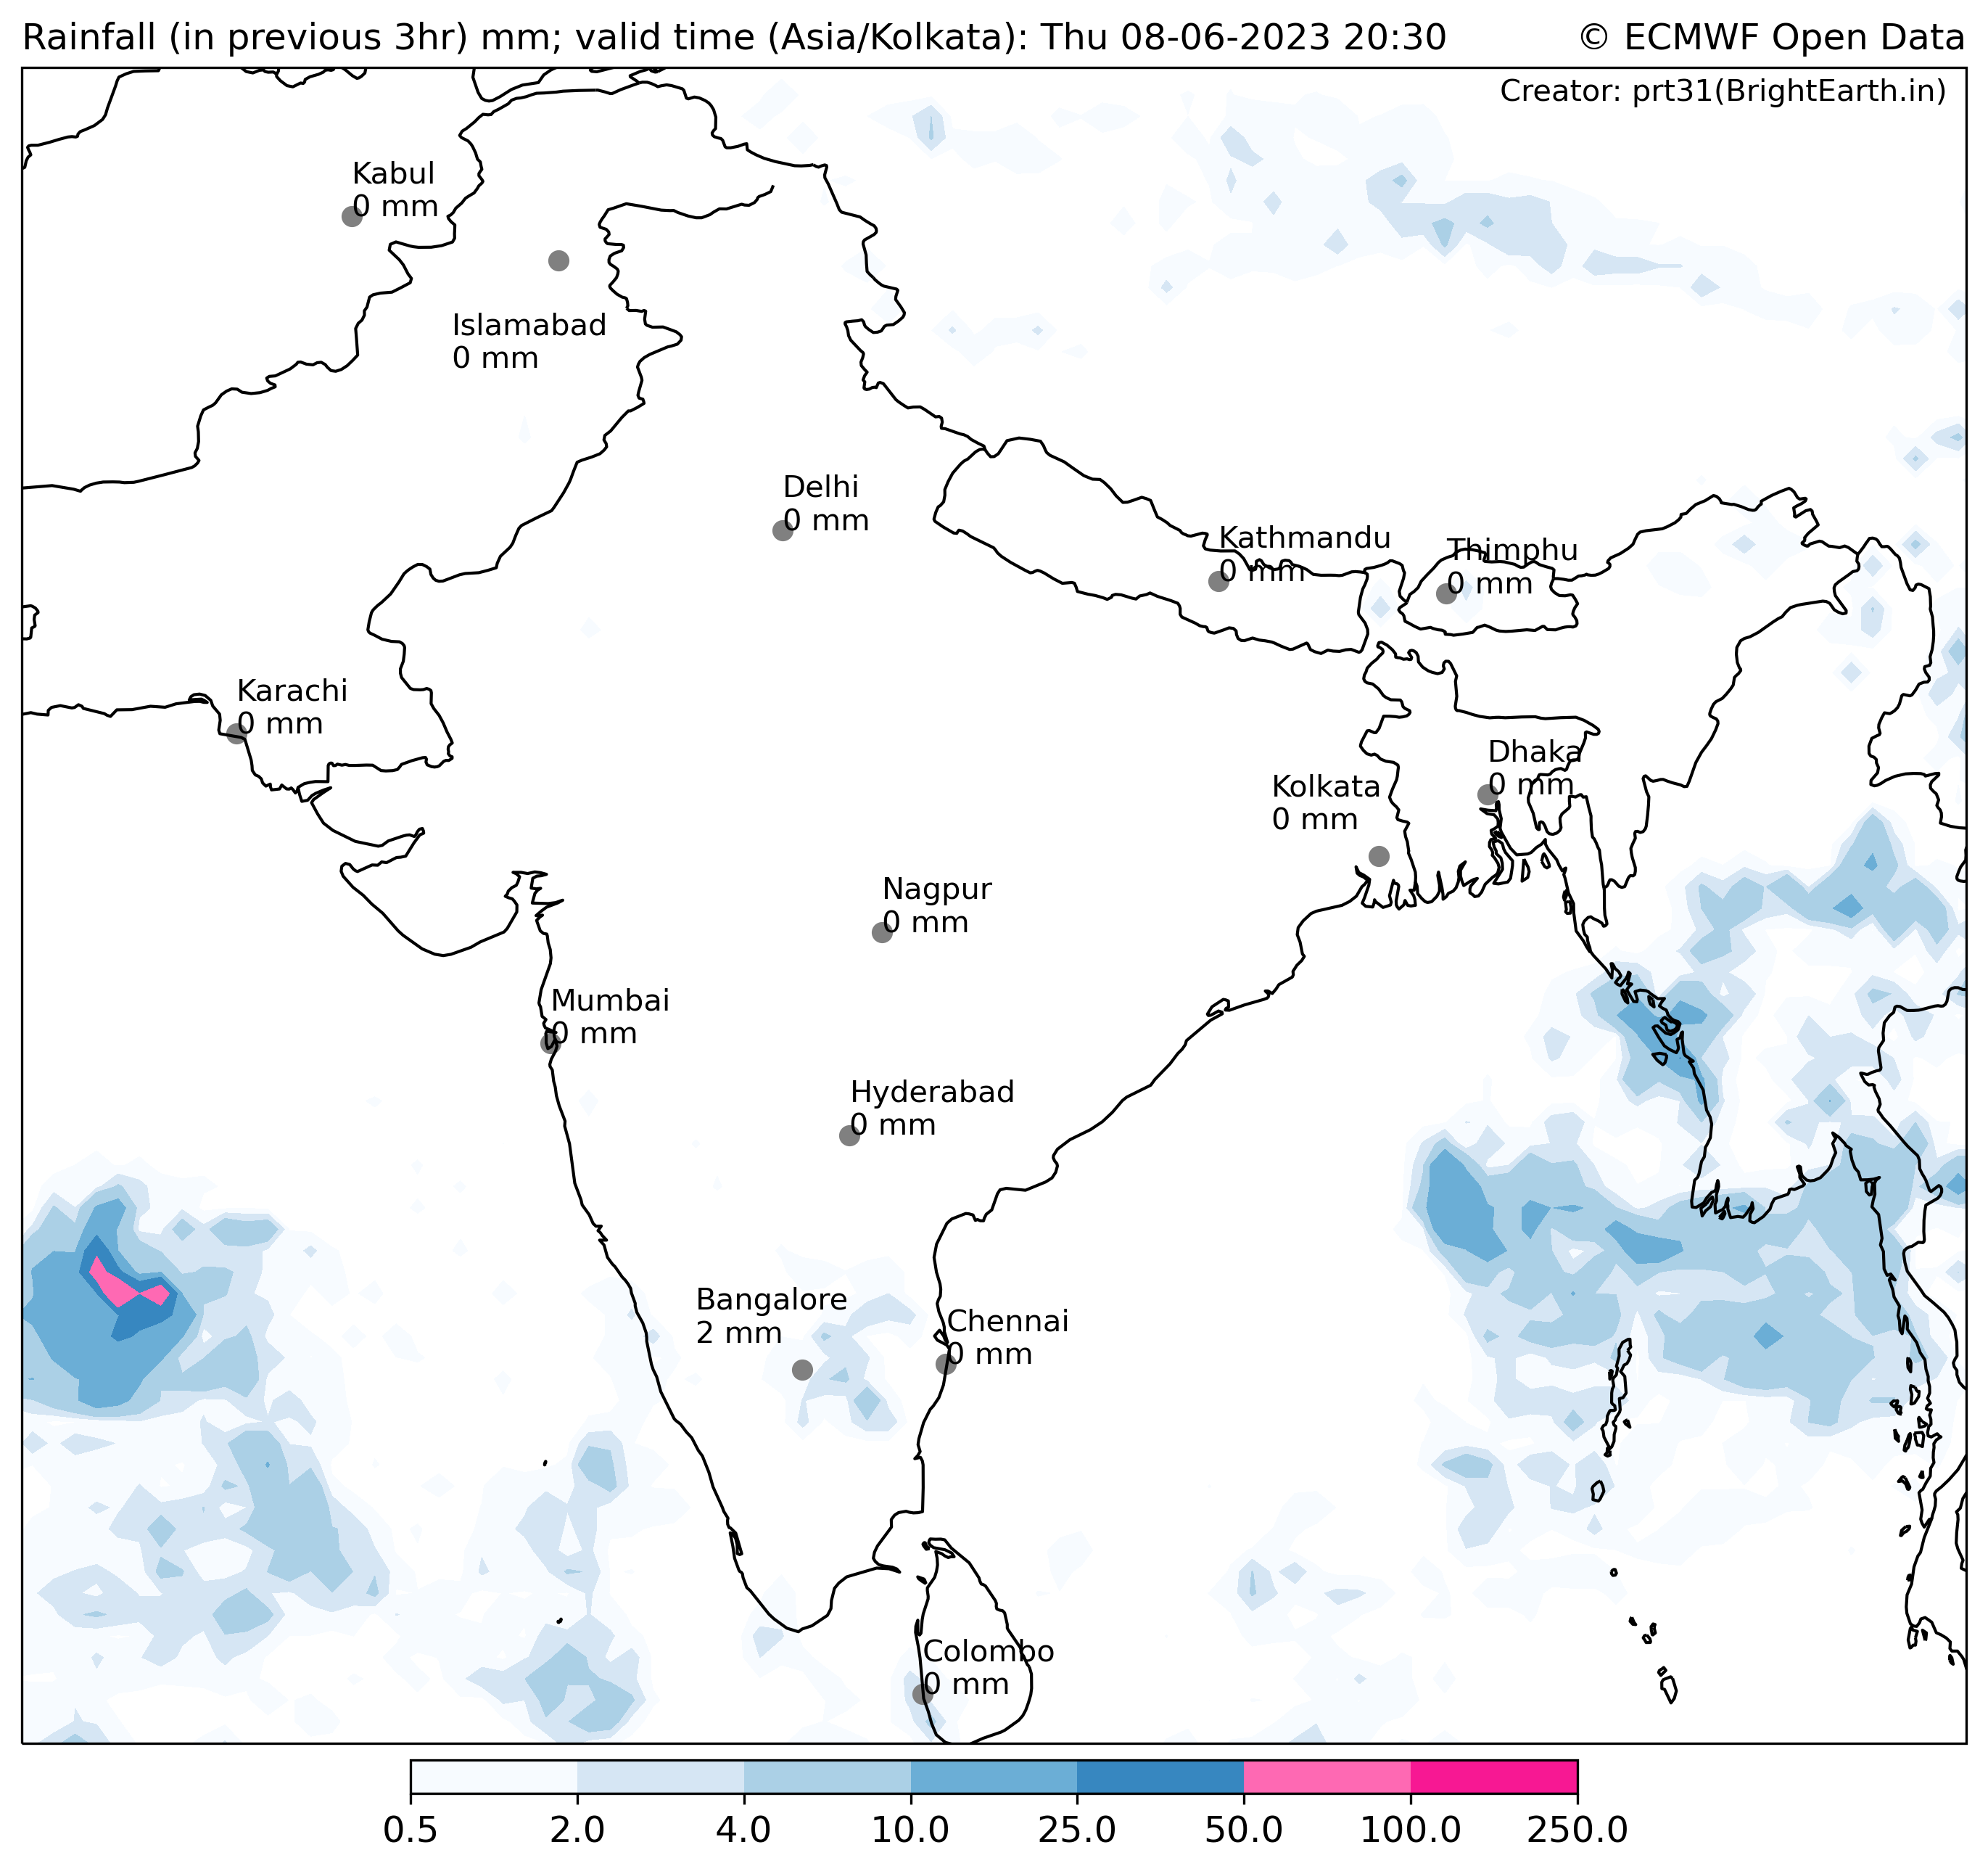 Rainfall (in previous 3hr) mm; valid time (Asia/Kolkata): Thu 08-06-2023 20:30
© ECMWF Open Data
Creator: prt31(BrightEarth.in)
Kabul
0 mm
Islamabad
0 mm
Delhi
0 mm
Kathmandu
0 mm
Thimphu
0 mm
Karachi
0 mm
Dhaka
0 mm
Kolkata
0 mm
Nagpur
0 mm
Mumbai
0 mm
Hyderabad
0 mm
Bangalore
2 mm
Chennai
0 mm
Colombo
0 mm
0.5 2.0 4.0 10.0 25.0 50.0 100.0 250.0